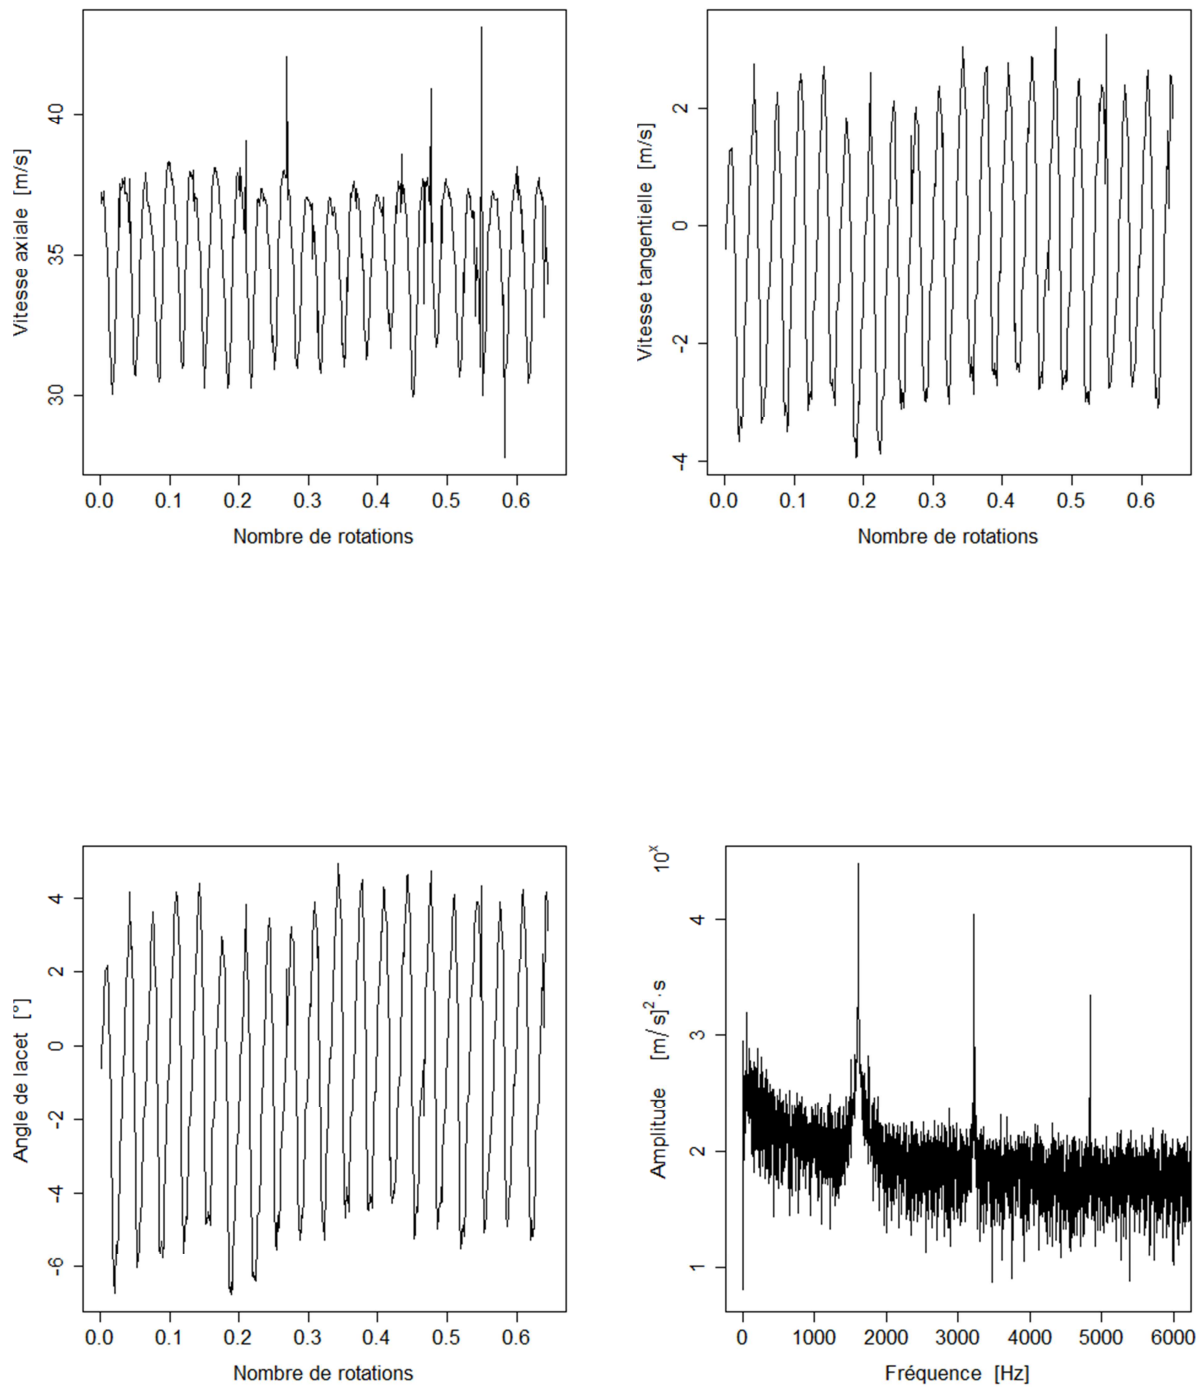 Vitesse axiale [m/s]
40
35
30
0.0 0.1 0.2 0.3 0.4 0.5 0.6
Nombre de rotations
Vitesse tangentielle [m/s]
2
0
-2
-4
0.0 0.1 0.2 0.3 0.4 0.5 0.6
Nombre de rotations
Angle de lacet [°]
4
2
0
-2
-4
-6
0.0 0.1 0.2 0.3 0.4 0.5 0.6
Nombre de rotations
Amplitude [m/s]²·s 10ˣ
4
3
2
1
0 1000 2000 3000 4000 5000 6000
Fréquence [Hz]